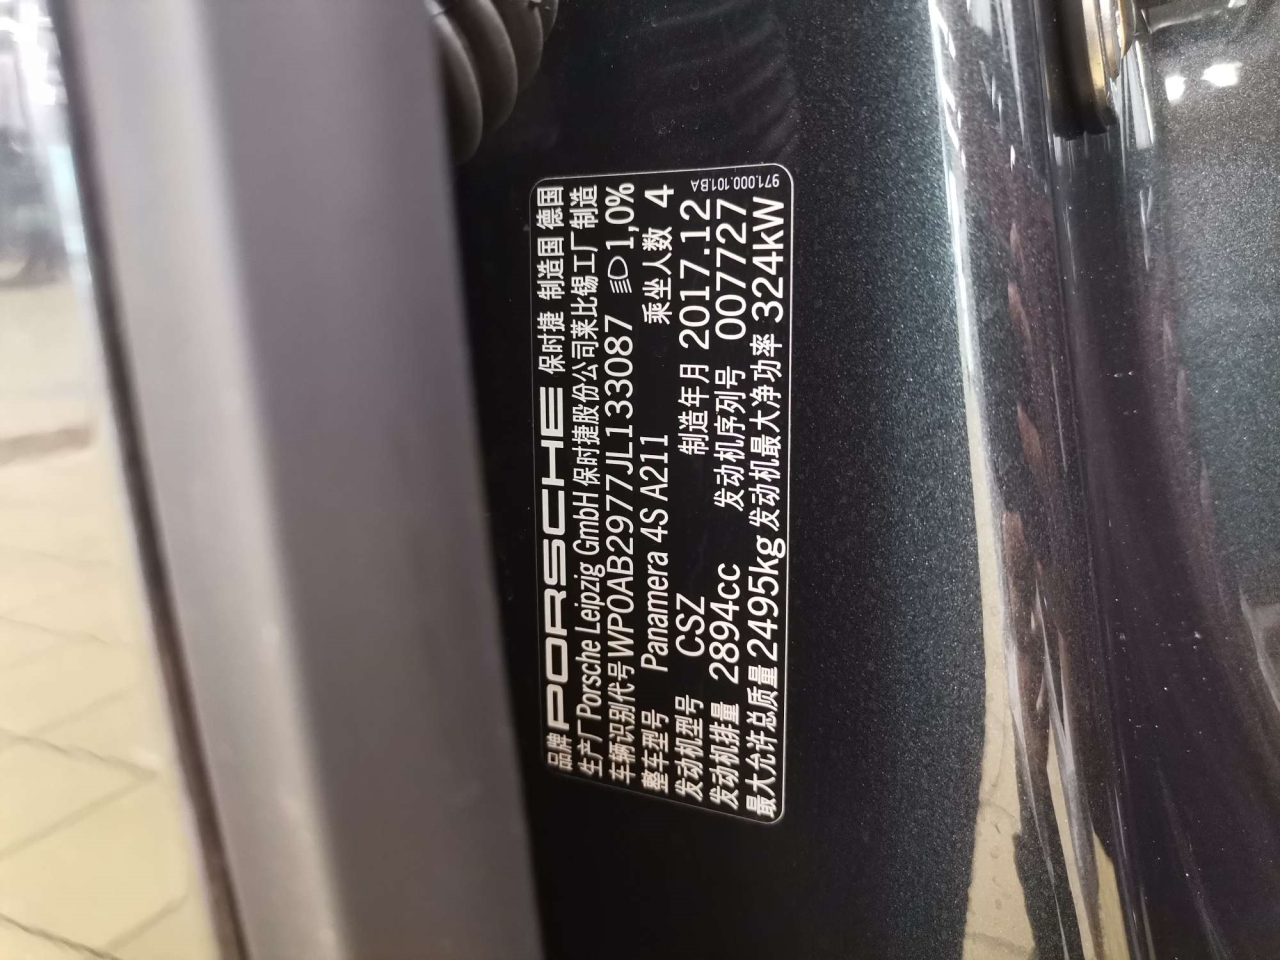 品牌 PORSCHE 保时捷 制造国 德国
生产厂 Porsche Leipzig GmbH 保时捷股份公司莱比锡工厂制造
车辆识别代号 WP0AB2977JL133087 1,0%
整车型号 Panamera 4S A211 乘坐人数 4
发动机型号 CSZ 制造年月 2017.12
发动机排量 2894cc 发动机序列号 007727
最大允许总质量 2495kg 发动机最大净功率 324kW
971.000.101.BA